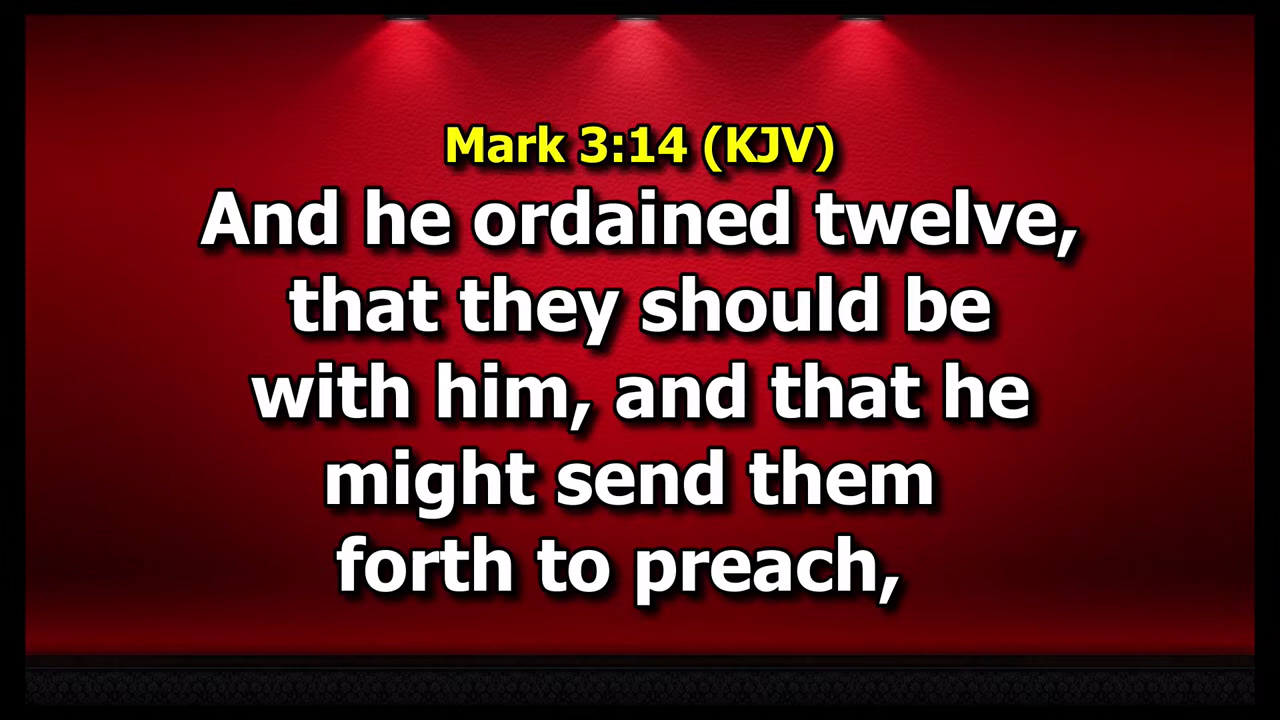 Mark 3:14 (KJV)
And he ordained twelve,
that they should be
with him, and that he
might send them
forth to preach,